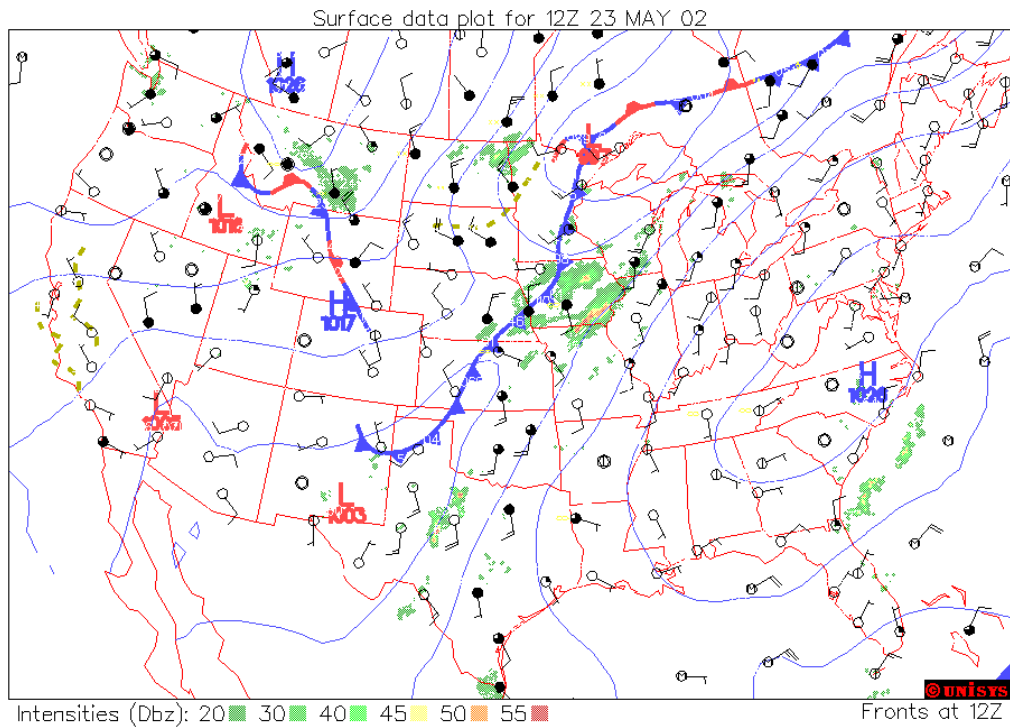 Surface data plot for 12Z 23 MAY 02
H
1026
L
L
1016
H
1017
H
1020
L
L
1003
04
©UNISYS
Intensities (Dbz): 20 30 40 45 50 55 Fronts at 12Z